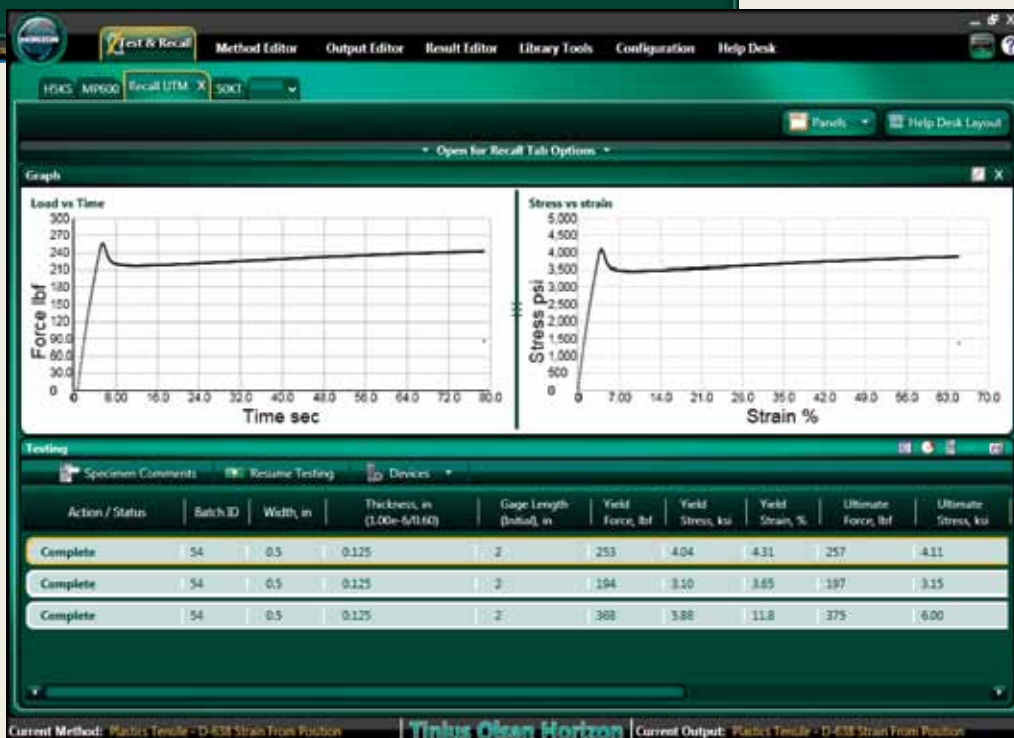 HORIZON
Test & Recall Method Editor Output Editor Result Editor Library Tools Configuration Help Desk
H5KS MP600 Recall UTM X 50KT
Panels Help Desk Layout
Open for Recall Tab Options
Graph
Load vs Time
Force lbf
300
270
240
210
180
150
120
90.0
60.0
30.0
0
0 8.00 16.0 24.0 32.0 40.0 48.0 56.0 64.0 72.0 80.0
Time sec
Stress vs strain
Stress psi
5,000
4,500
4,000
3,500
3,000
2,500
2,000
1,500
1,000
500
0
0 7.00 14.0 21.0 28.0 35.0 42.0 49.0 56.0 63.0 70.0
Strain %
Testing
Specimen Comments Resume Testing Devices
Action / Status Batch ID Width, in Thickness, in (1.00e-6/0.60) Gage Length (Initial), in Yield Force, lbf Yield Stress, ksi Yield Strain, % Ultimate Force, lbf Ultimate Stress, ksi
Complete 54 0.5 0.125 2 253 4.04 4.31 257 4.11
Complete 54 0.5 0.125 2 194 3.10 3.65 197 3.15
Complete 54 0.5 0.125 2 368 5.88 11.8 375 6.00
Current Method: Plastics Tensile - D-638 Strain From Position Tinius Olsen Horizon Current Output: Plastics Tensile - D-638 Strain From Position